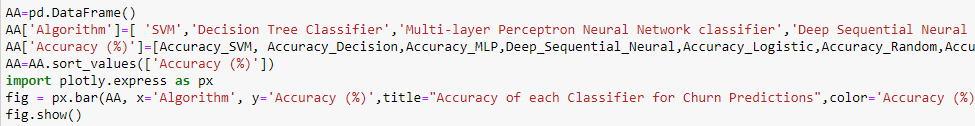 AA=pd.DataFrame()
AA['Algorithm']=[ 'SVM','Decision Tree Classifier','Multi-layer Perceptron Neural Network classifier','Deep Sequential Neural
AA['Accuracy (%)']=[Accuracy_SVM, Accuracy_Decision,Accuracy_MLP,Deep_Sequential_Neural,Accuracy_Logistic,Accuracy_Random,Accu
AA=AA.sort_values(['Accuracy (%)'])
import plotly.express as px
fig = px.bar(AA, x='Algorithm', y='Accuracy (%)',title="Accuracy of each Classifier for Churn Predictions",color='Accuracy (%)
fig.show()